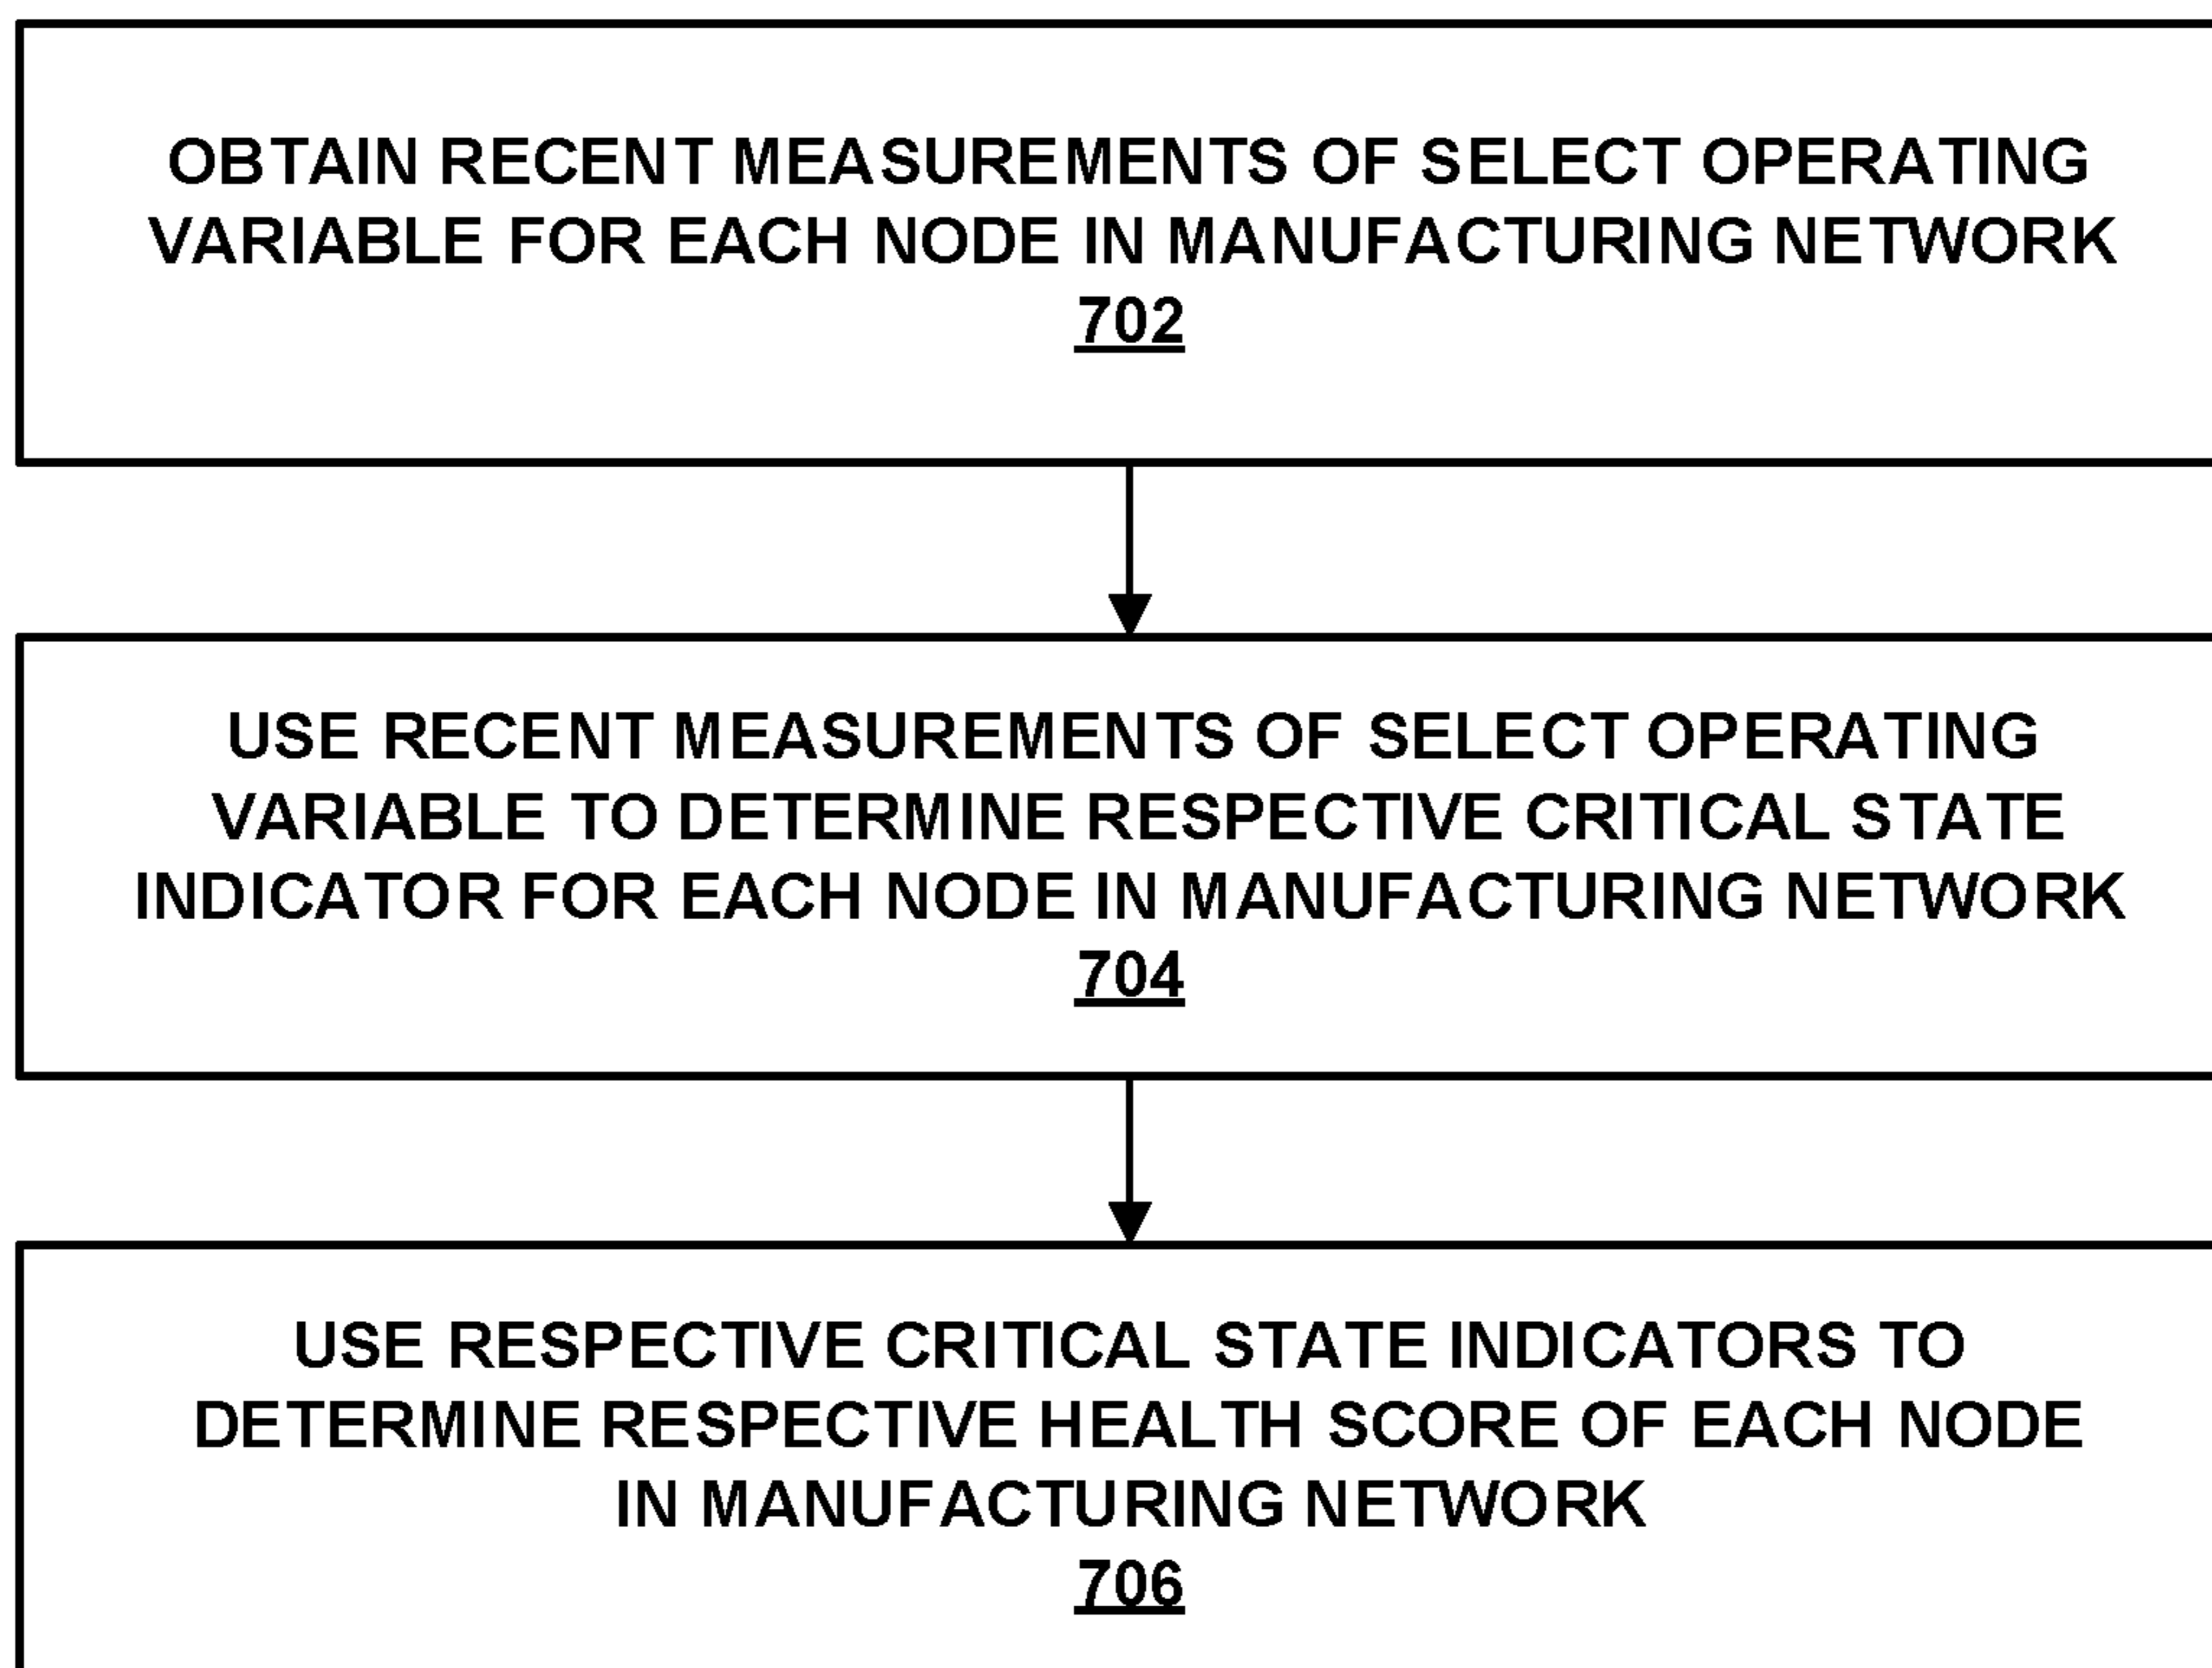 OBTAIN RECENT MEASUREMENTS OF SELECT OPERATING
VARIABLE FOR EACH NODE IN MANUFACTURING NETWORK
702
USE RECENT MEASUREMENTS OF SELECT OPERATING
VARIABLE TO DETERMINE RESPECTIVE CRITICAL STATE
INDICATOR FOR EACH NODE IN MANUFACTURING NETWORK
704
USE RESPECTIVE CRITICAL STATE INDICATORS TO
DETERMINE RESPECTIVE HEALTH SCORE OF EACH NODE
IN MANUFACTURING NETWORK
706